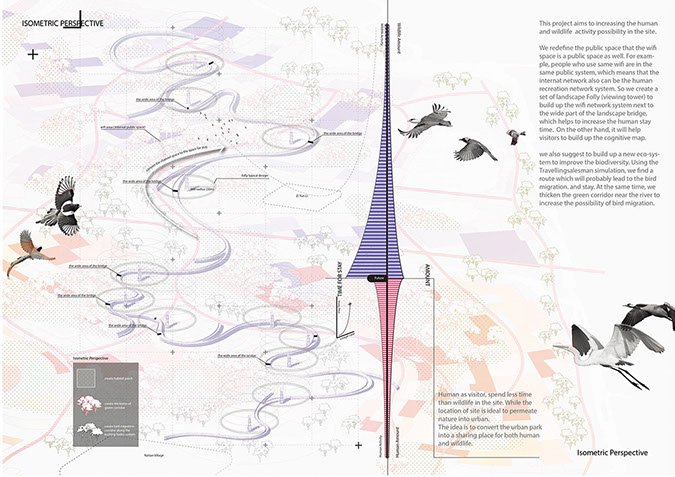 ISOMETRIC PERSPECTIVE
This project aims to increasing the human
and wildlife  activity possibility in the site.
We redefine the public space that the wifi
space is a public space as well. For exam-
ple, people who use same wifi are in the
same public system, which means that the
internet network also can be the human
recreation network system. So we create a
set of landscape Folly (viewing tower) to
build up the wifi network system next to
the wide part of the landscape bridge,
which helps to increase the human stay
time.  On the other hand, it will help
visitors to build up the cognitive map.
we also suggest to build up a new eco-sys-
tem to improve the biodiversity. Using the
Travellingsalesman simulation, we find a
route which will probably lead to the bird
migration. and stay. At the same time, we
thicken the green corridor near the river to
increase the possibility of bird migration.
Wildlife Amount
the wide area of the bridge
the wide area of the bridge
the wide area of the bridge
folly typical design
the wide area of the bridge
the wide area of the bridge
the wide area of the bridge
the wide area of the bridge
TIME FOR STAY
AMOUNT
Future
Isometric Perspective
Human as visitor, spend less time
than wildlife in the site. While the
location of site is ideal to permeate
nature into urban.
The idea is to convert the urban park
into a sharing place for both human
and wildlife.
Human Activity
Human Amount
Isometric Perspective